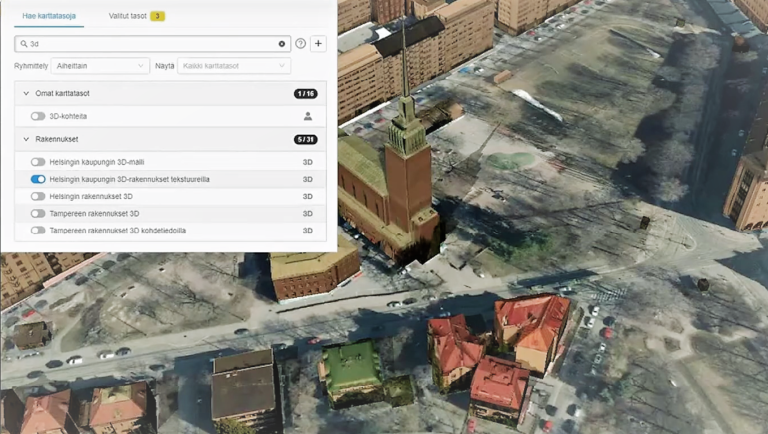 Hae karttatasoja
Valitut tasot 3
3d
Ryhmittely Aiheittain Näytä Kaikki karttatasot
Omat karttatasot 1 / 16
3D-kohteita
Rakennukset 5 / 31
Helsingin kaupungin 3D-malli 3D
Helsingin kaupungin 3D-rakennukset tekstuureilla 3D
Helsingin rakennukset 3D 3D
Tampereen rakennukset 3D 3D
Tampereen rakennukset 3D kohdetiedoilla 3D